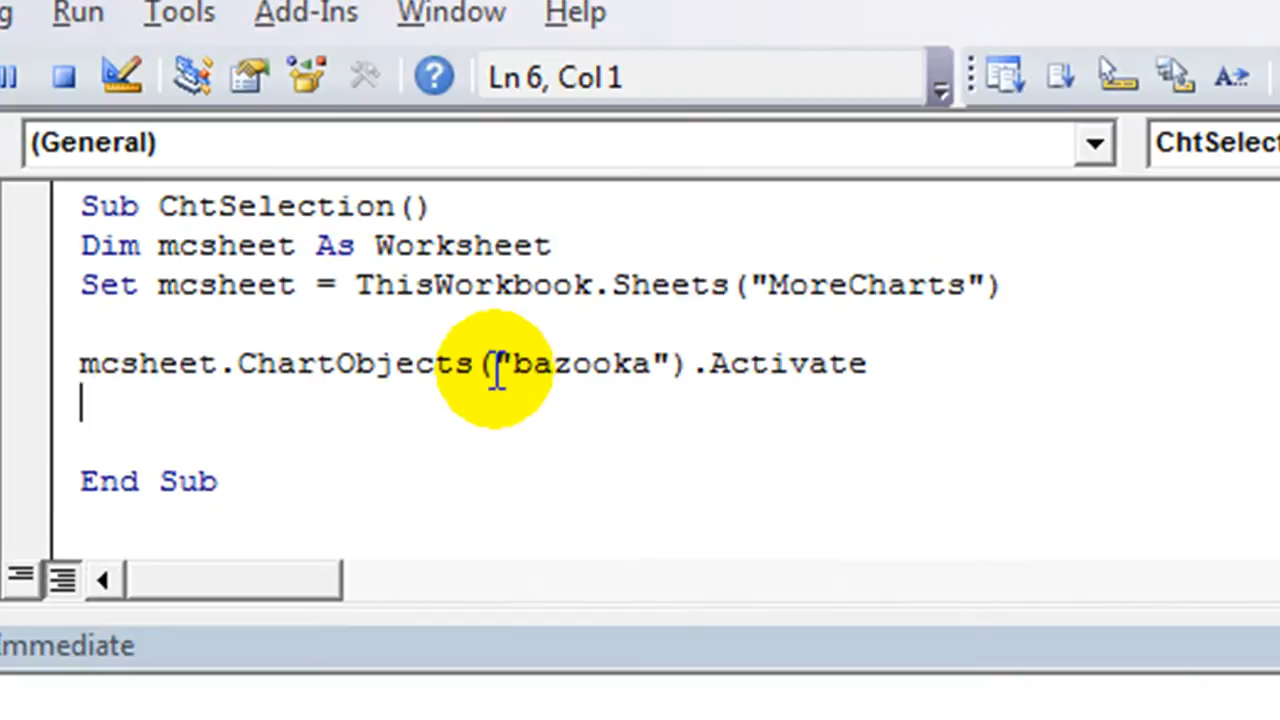 g Run Tools Add-Ins Window Help
Ln 6, Col 1
(General)
ChtSelect
Sub ChtSelection()
Dim mcsheet As Worksheet
Set mcsheet = ThisWorkbook.Sheets("MoreCharts")
mcsheet.ChartObjects("bazooka").Activate
End Sub
Immediate